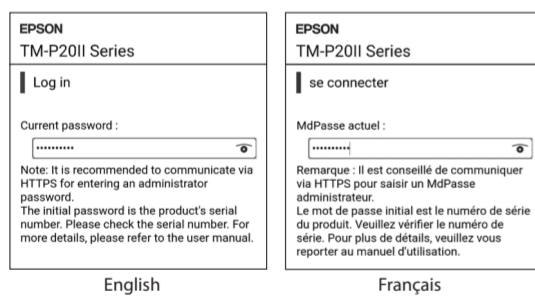 EPSON
TM-P20II Series
Log in
Current password :
••••••••••
Note: It is recommended to communicate via
HTTPS for entering an administrator
password.
The initial password is the product's serial
number. Please check the serial number. For
more details, please refer to the user manual.
English
EPSON
TM-P20II Series
se connecter
MdPasse actuel :
••••••••••
Remarque : Il est conseillé de communiquer
via HTTPS pour saisir un MdPasse
administrateur.
Le mot de passe initial est le numéro de série
du produit. Veuillez vérifier le numéro de
série. Pour plus de détails, veuillez vous
reporter au manuel d'utilisation.
Français